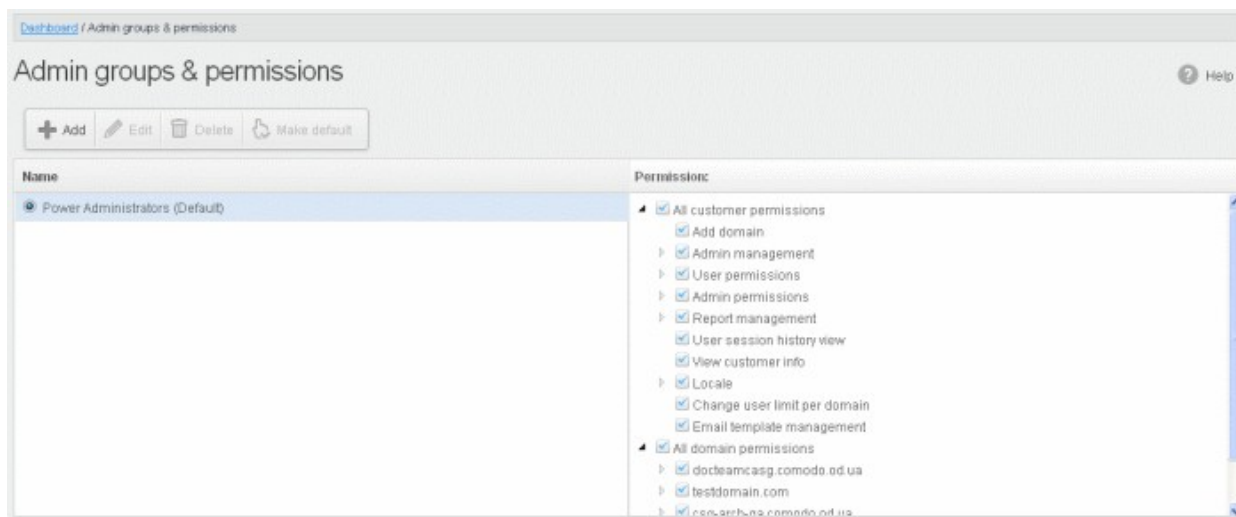 Dashboard / Admin groups & permissions
Admin groups & permissions
Help
Add Edit Delete Make default
Name Permission:
Power Administrators (Default)
All customer permissions
Add domain
Admin management
User permissions
Admin permissions
Report management
User session history view
View customer info
Locale
Change user limit per domain
Email template management
All domain permissions
docteamcasg.comodo.od.ua
testdomain.com